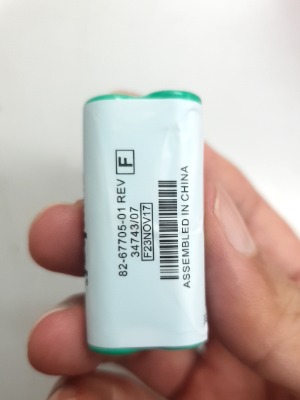 82-67705-01 REV F
34743/07
F23NOV17
ASSEMBLED IN CHINA